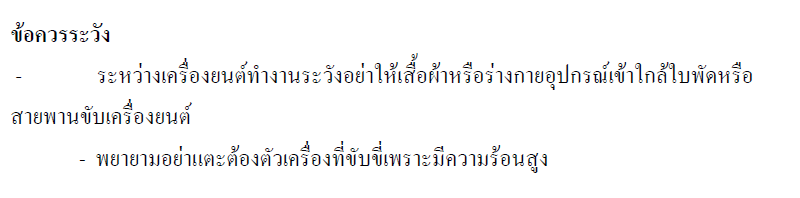 ข้อควรระวัง
- ระหว่างเครื่องยนต์ทำงานระวังอย่าให้เสื้อผ้าหรือร่างกายอุปกรณ์เข้าใกล้ใบพัดหรือ
สายพานขับเครื่องยนต์
- พยายามอย่าแตะต้องตัวเครื่องที่ขับขี่เพราะมีความร้อนสูง